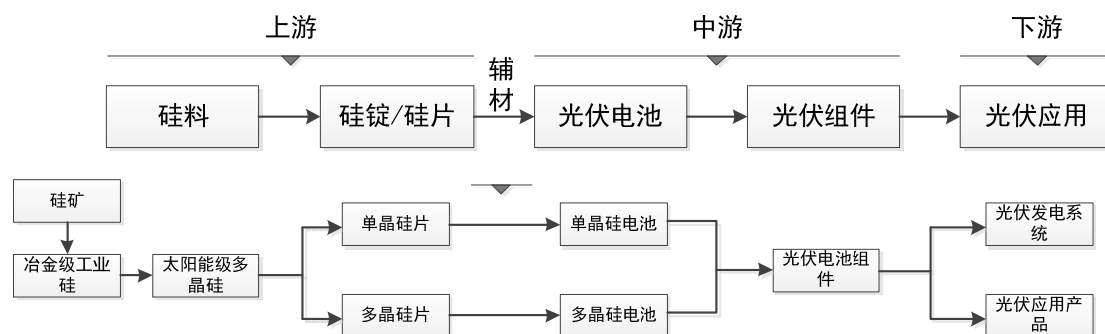 上游
中游
下游
辅
材
硅料
硅锭/硅片
光伏电池
光伏组件
光伏应用
硅矿
冶金级工业
硅
太阳能级多
晶硅
单晶硅片
单晶硅电池
多晶硅片
多晶硅电池
光伏电池组
件
光伏发电系
统
光伏应用产
品